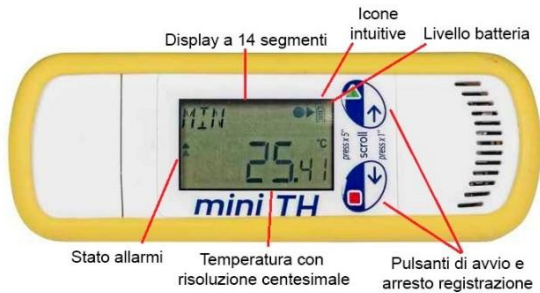 Icone
intuitive
Display a 14 segmenti
Livello batteria
MIN
°C
25.41
press x 5"
scroll
press x 1"
mini TH
Stato allarmi
Temperatura con
risoluzione centesimale
Pulsanti di avvio e
arresto registrazione